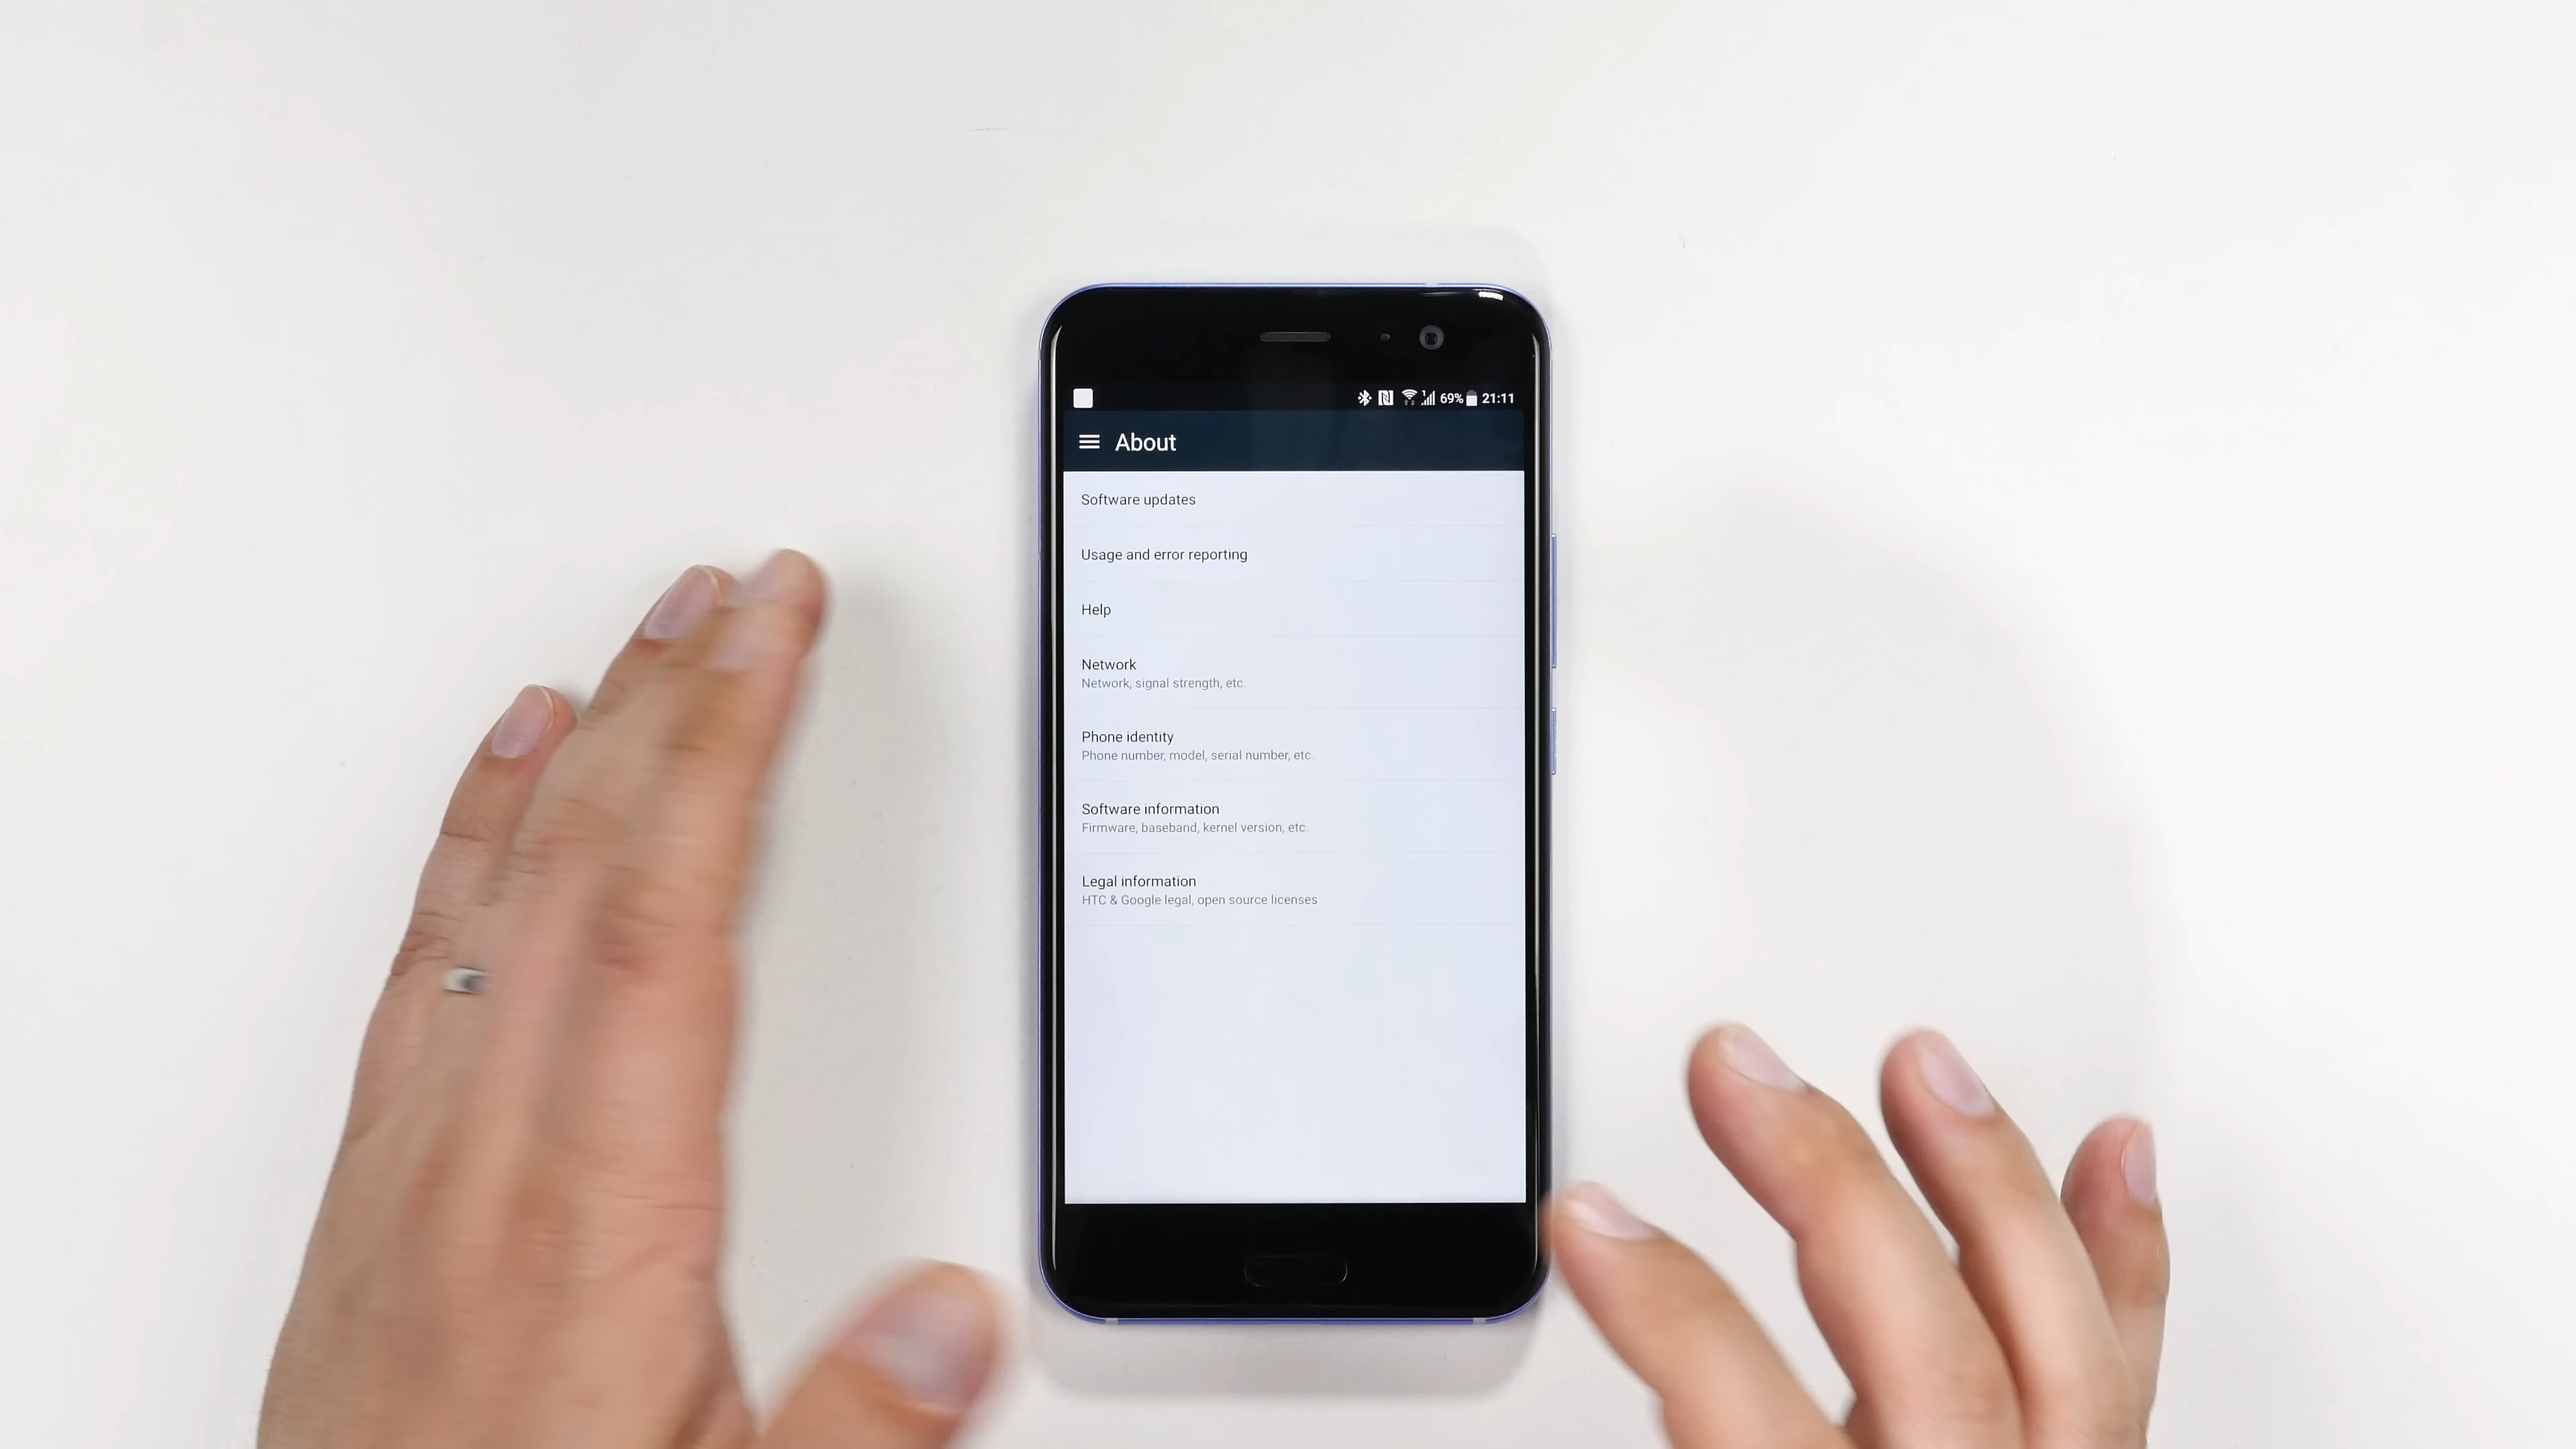 69% 21:11
About
Software updates
Usage and error reporting
Help
Network
Network, signal strength, etc.
Phone identity
Phone number, model, serial number, etc.
Software information
Firmware, baseband, kernel version, etc.
Legal information
HTC & Google legal, open source licenses